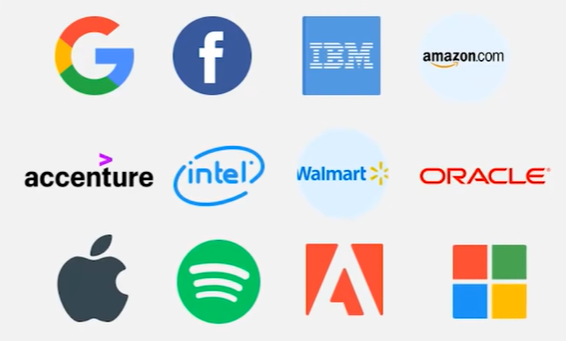 G
f
IBM
amazon.com
accenture
intel
Walmart
ORACLE®